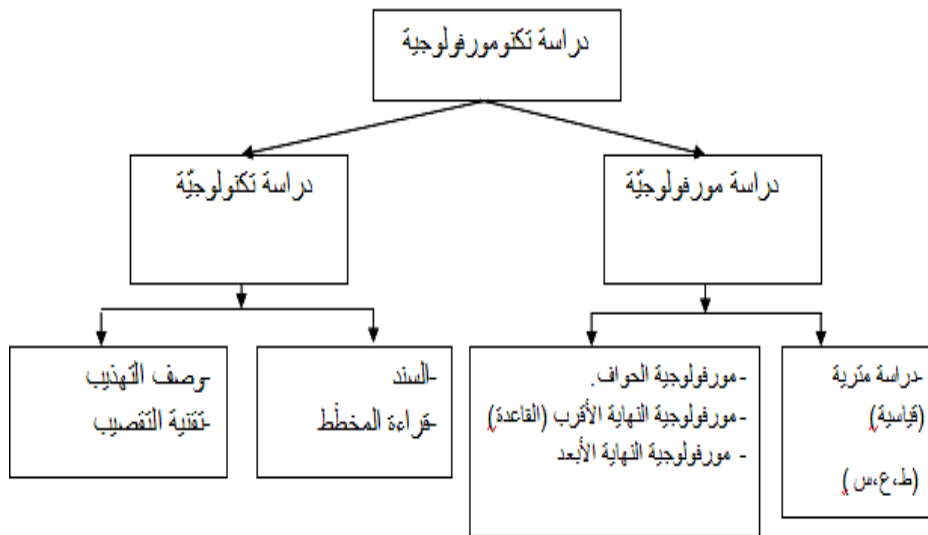 دراسة تكنومورفولوجية
دراسة مورفولوجيّة
دراسة تكنولوجيّة
-دراسة مترية
(قياسية)
(ط،ع،س )
- مورفولوجية الحواف.
- مورفولوجية النهاية الأقرب (القاعدة)
- مورفولوجية النهاية الأبعد
-السند
-قراءة المخطّط
-وصف التهذيب
-تقنية التقصيب